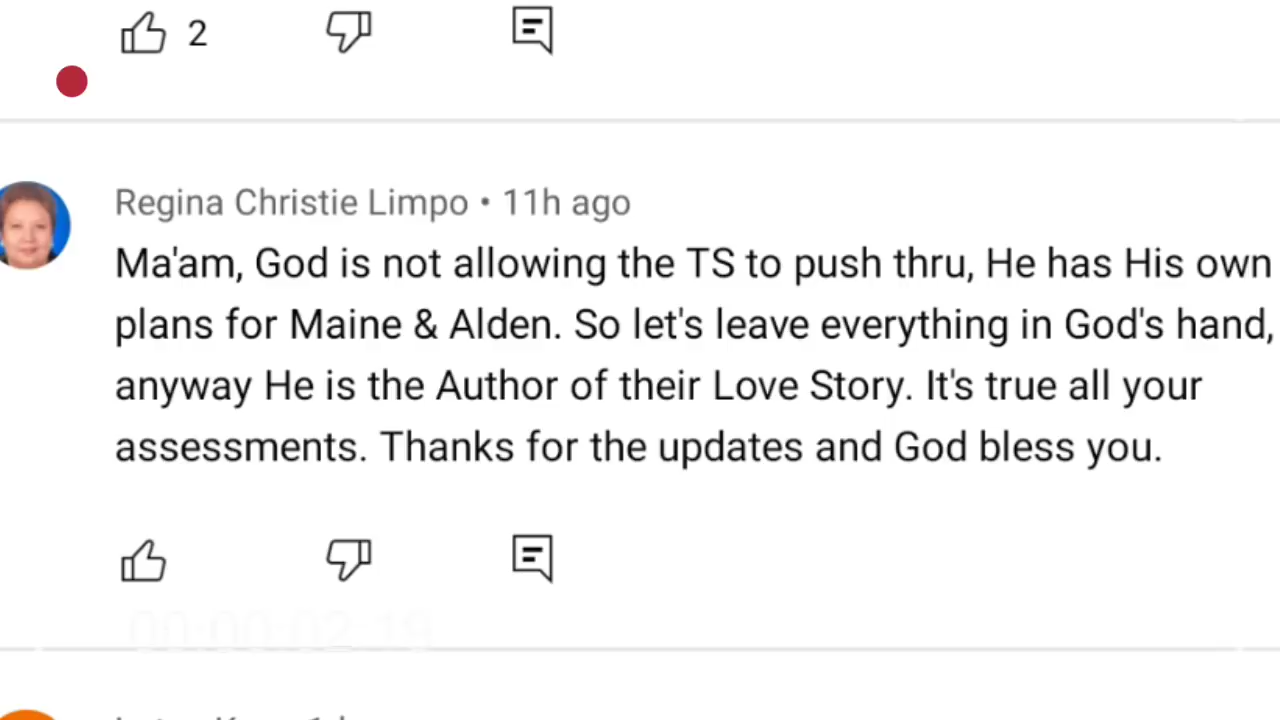 2
Regina Christie Limpo • 11h ago
Ma'am, God is not allowing the TS to push thru, He has His own
plans for Maine & Alden. So let's leave everything in God's hand,
anyway He is the Author of their Love Story. It's true all your
assessments. Thanks for the updates and God bless you.